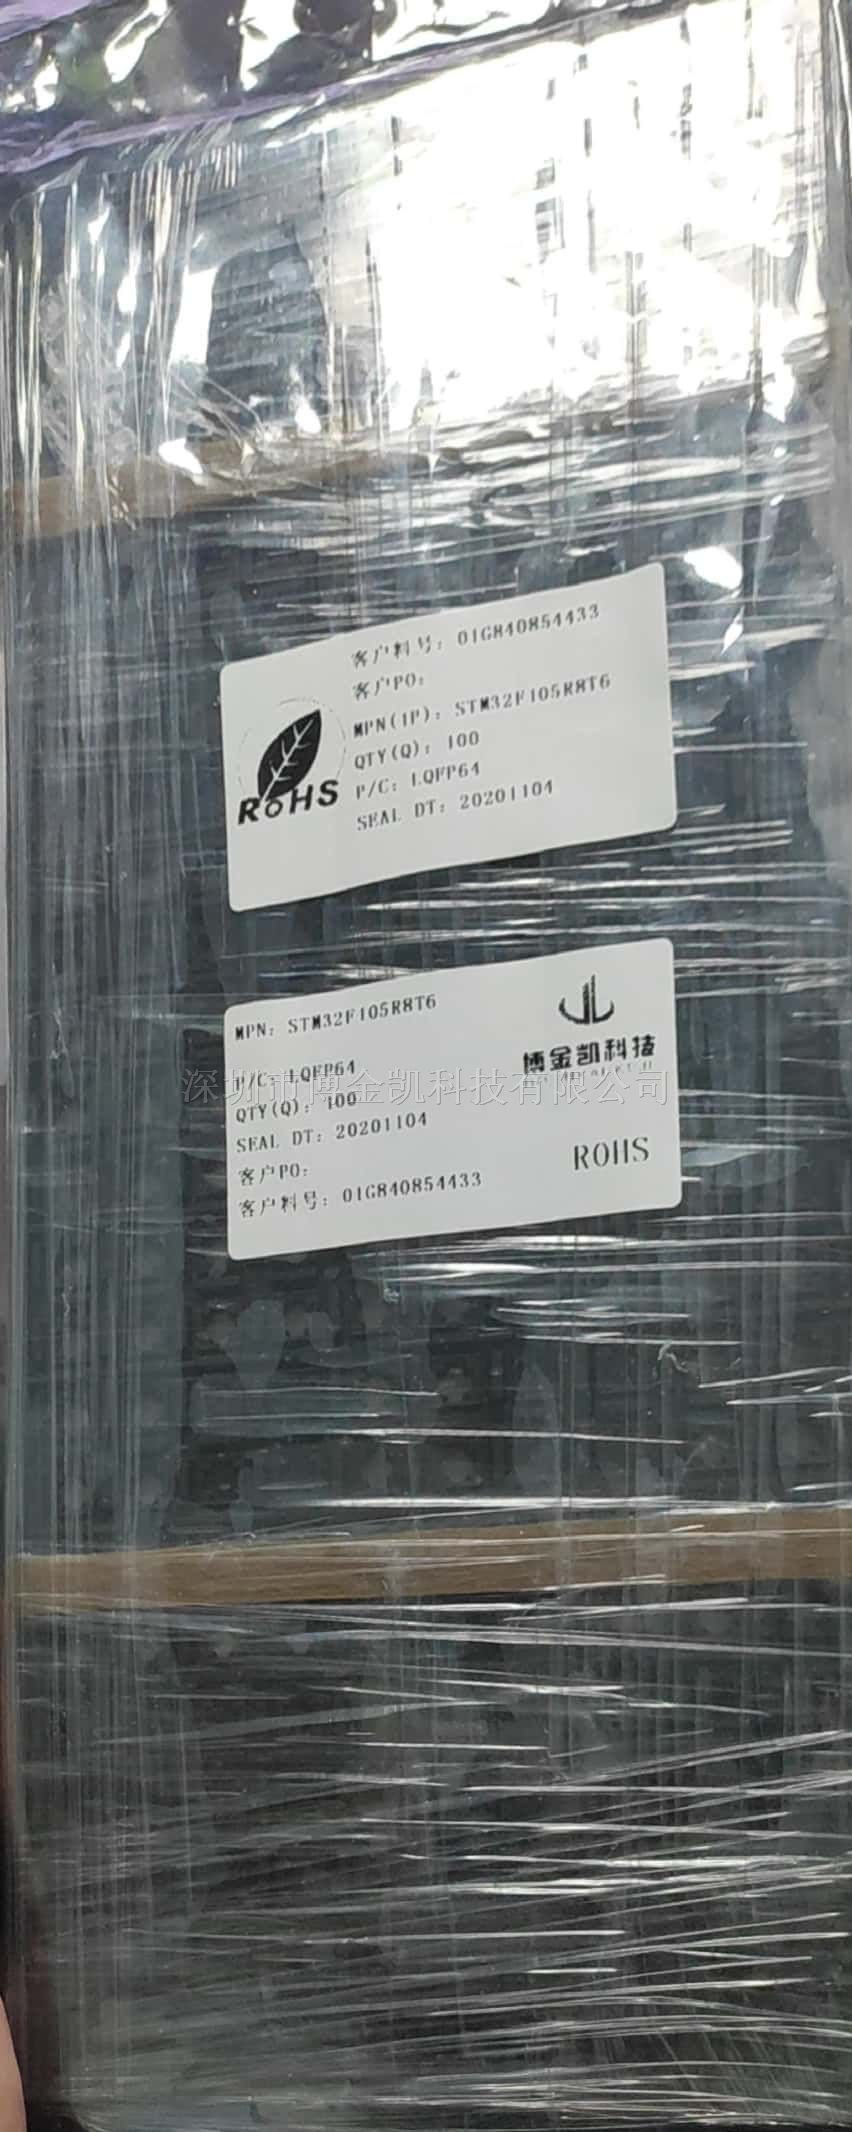 客户料号: 01G840854433
客户PO:
MPN(1P): STM32F105R8T6
QTY(Q): 100
P/C: LQFP64
SEAL DT: 20201104
RoHS
MPN: STM32F105R8T6
博金凯科技
P/C: LQFP64
深圳市博金凯科技有限公司
QTY(Q): 100
SEAL DT: 20201104
ROHS
客户PO:
客户料号: 01G840854433